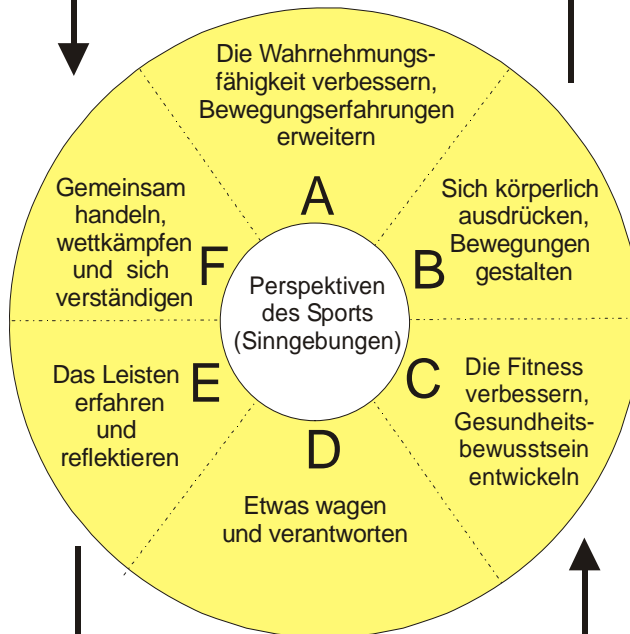 Die Wahrnehmungs-
fähigkeit verbessern,
Bewegungserfahrungen
erweitern
A
Sich körperlich
ausdrücken,
Bewegungen
gestalten
B
Die Fitness
verbessern,
Gesundheits-
bewusstsein
entwickeln
C
D
Etwas wagen
und verantworten
Das Leisten
erfahren
und
reflektieren
E
Gemeinsam
handeln,
wettkämpfen
und sich
verständigen
F
Perspektiven
des Sports
(Sinngebungen)